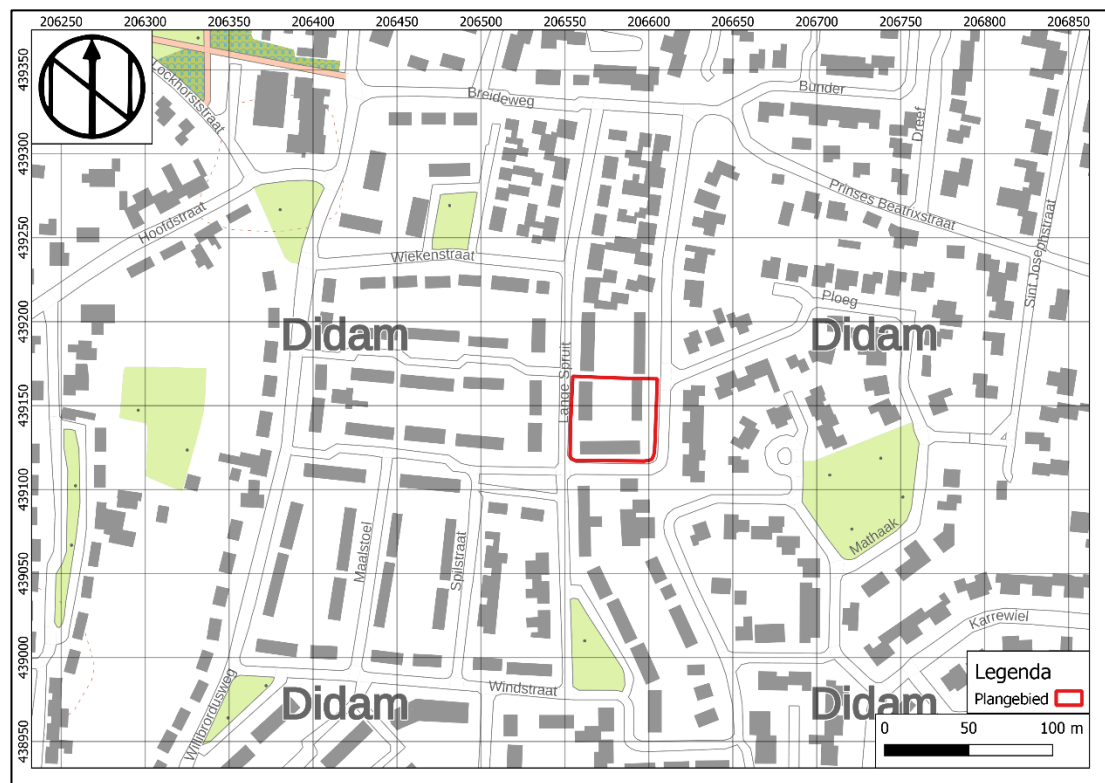 206250 206300 206350 206400 206450 206500 206550 206600 206650 206700 206750 206800 206850
439350
439300
439250
439200
439150
439100
439050
439000
438950
Lockhorststraat
Breideweg
Bunder
Dreef
Prinses Beatrixstraat
Hoofdstraat
Wiekenstraat
Sint Josephstraat
Ploeg
Didam
Didam
Lange Spruit
Mathaak
Maalstoel
Spilstraat
Karrewiel
Willibrordusweg
Windstraat
Didam
Didam
Legenda
Plangebied
0 50 100 m